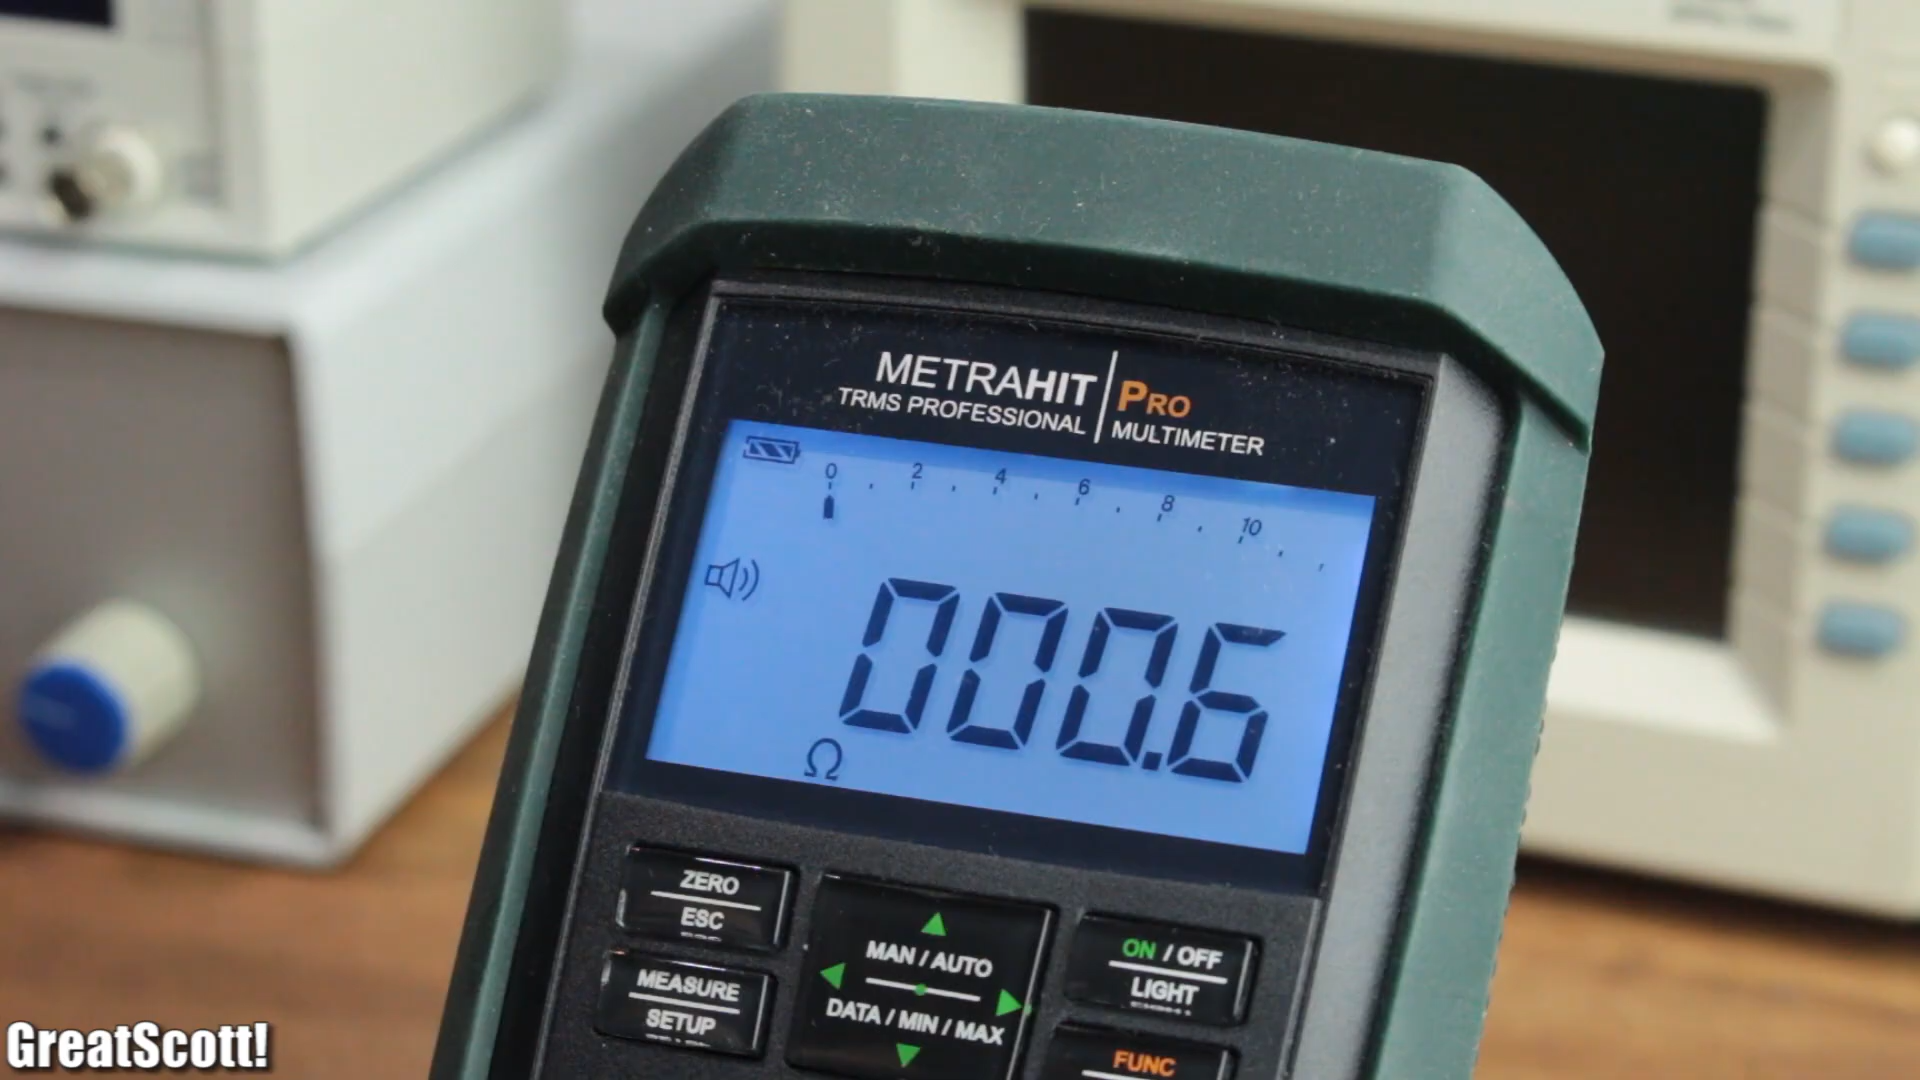 METRAHIT PRO
TRMS PROFESSIONAL MULTIMETER
0 2 4 6 8 10
000.6
Ω
ZERO
ESC
MAN / AUTO
DATA / MIN / MAX
ON / OFF
LIGHT
MEASURE
SETUP
FUNC
GreatScott!